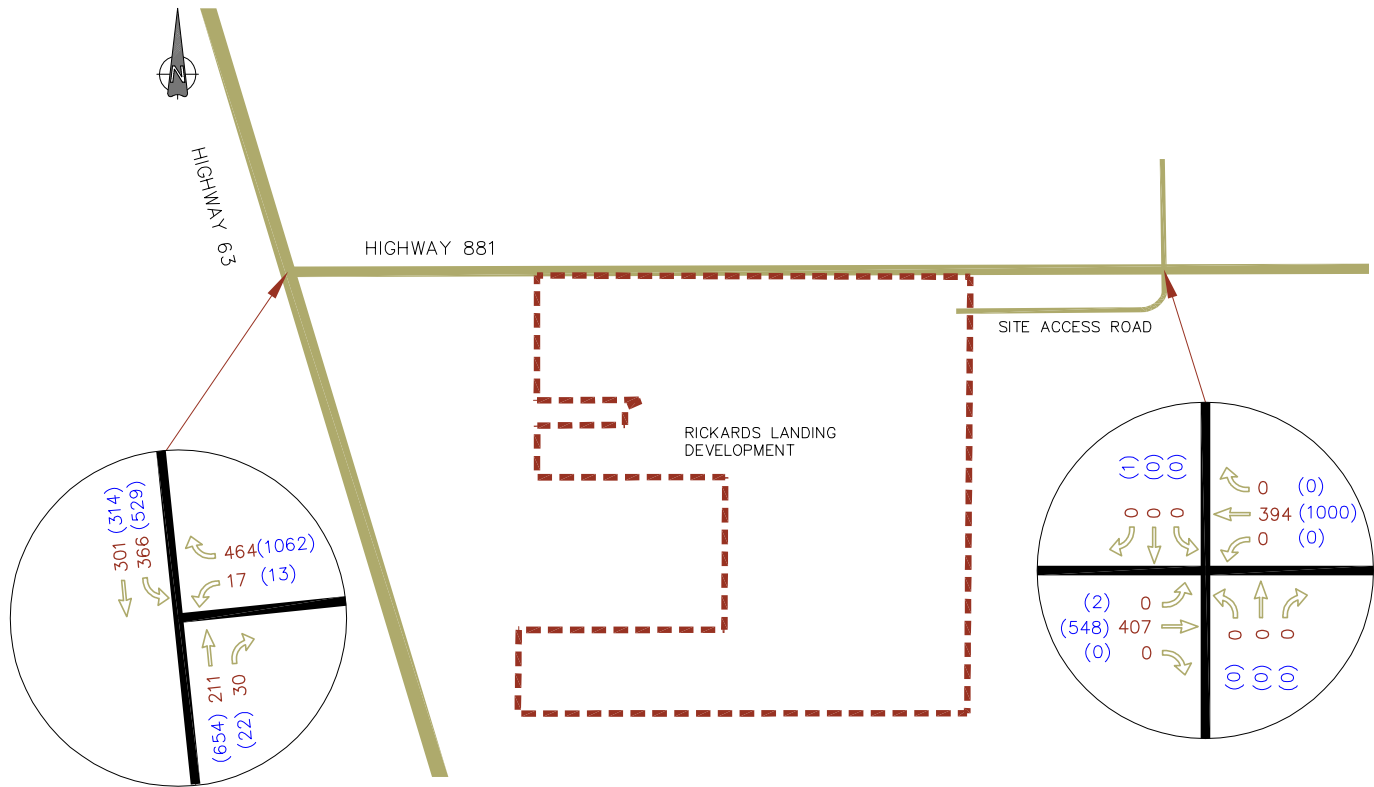 N
HIGHWAY 63
HIGHWAY 881
SITE ACCESS ROAD
RICKARDS LANDING
DEVELOPMENT
301 (314)
366 (529)
464 (1062)
17 (13)
(654) 211
(22) 30
(1) (0) (0)
0 0 0
0 (0)
394 (1000)
0 (0)
(2) 0
(548) 407
(0) 0
0 0 0
(0) (0) (0)